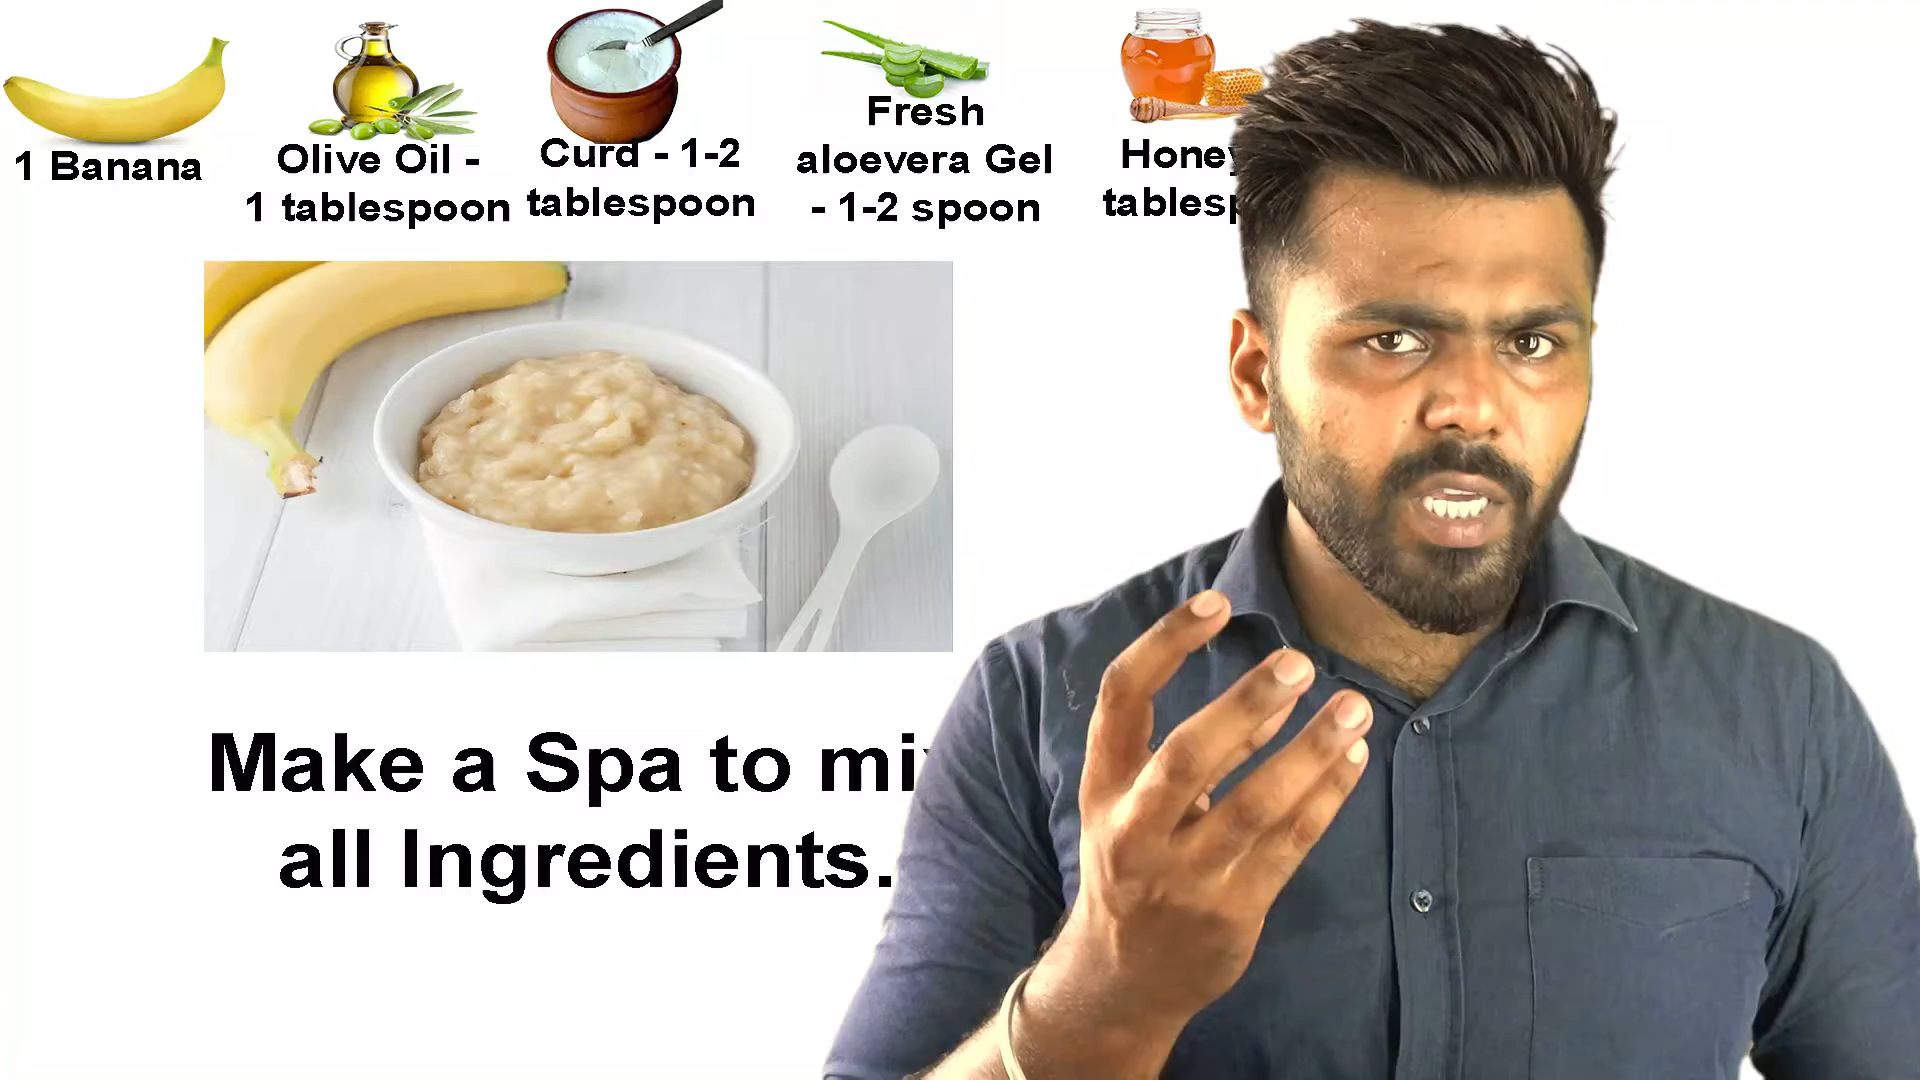 1 Banana
Olive Oil -
1 tablespoon
Curd - 1-2
tablespoon
Fresh
aloevera Gel
- 1-2 spoon
Honey
Make a Spa to
all Ingredients.